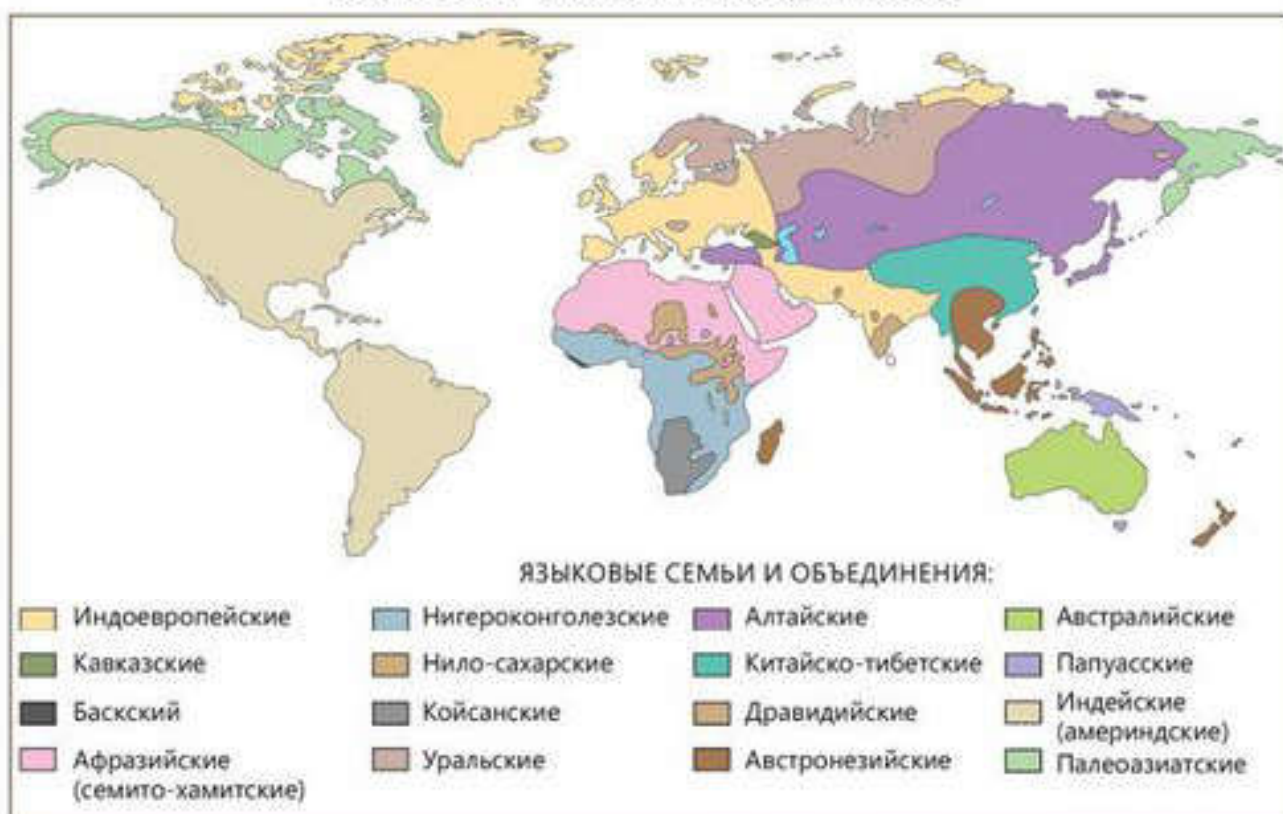 ЯЗЫКОВЫЕ СЕМЬИ И ОБЪЕДИНЕНИЯ:
Индоевропейские
Кавказские
Баскский
Афразийские
(семито-хамитские)
Нигероконголезские
Нило-сахарские
Койсанские
Уральские
Алтайские
Китайско-тибетские
Дравидийские
Австронезийские
Австралийские
Папуасские
Индейские
(америндские)
Палеоазиатские